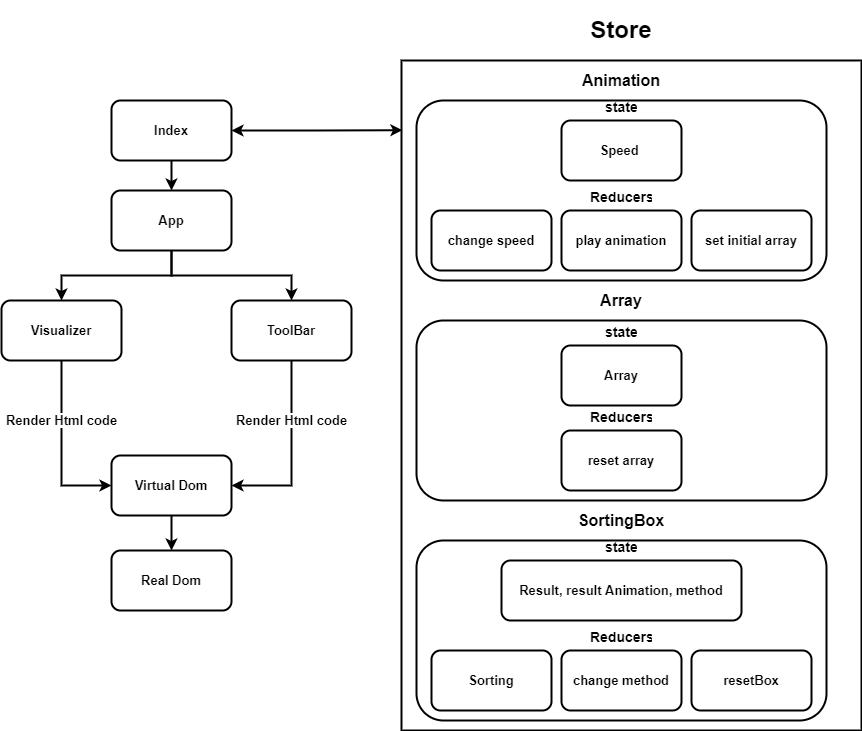 Store
Animation
state
Speed
Reducers
change speed
play animation
set initial array
Array
state
Array
Reducers
reset array
SortingBox
state
Result, result Animation, method
Reducers
Sorting
change method
resetBox
Index
App
Visualizer
ToolBar
Render Html code
Render Html code
Virtual Dom
Real Dom